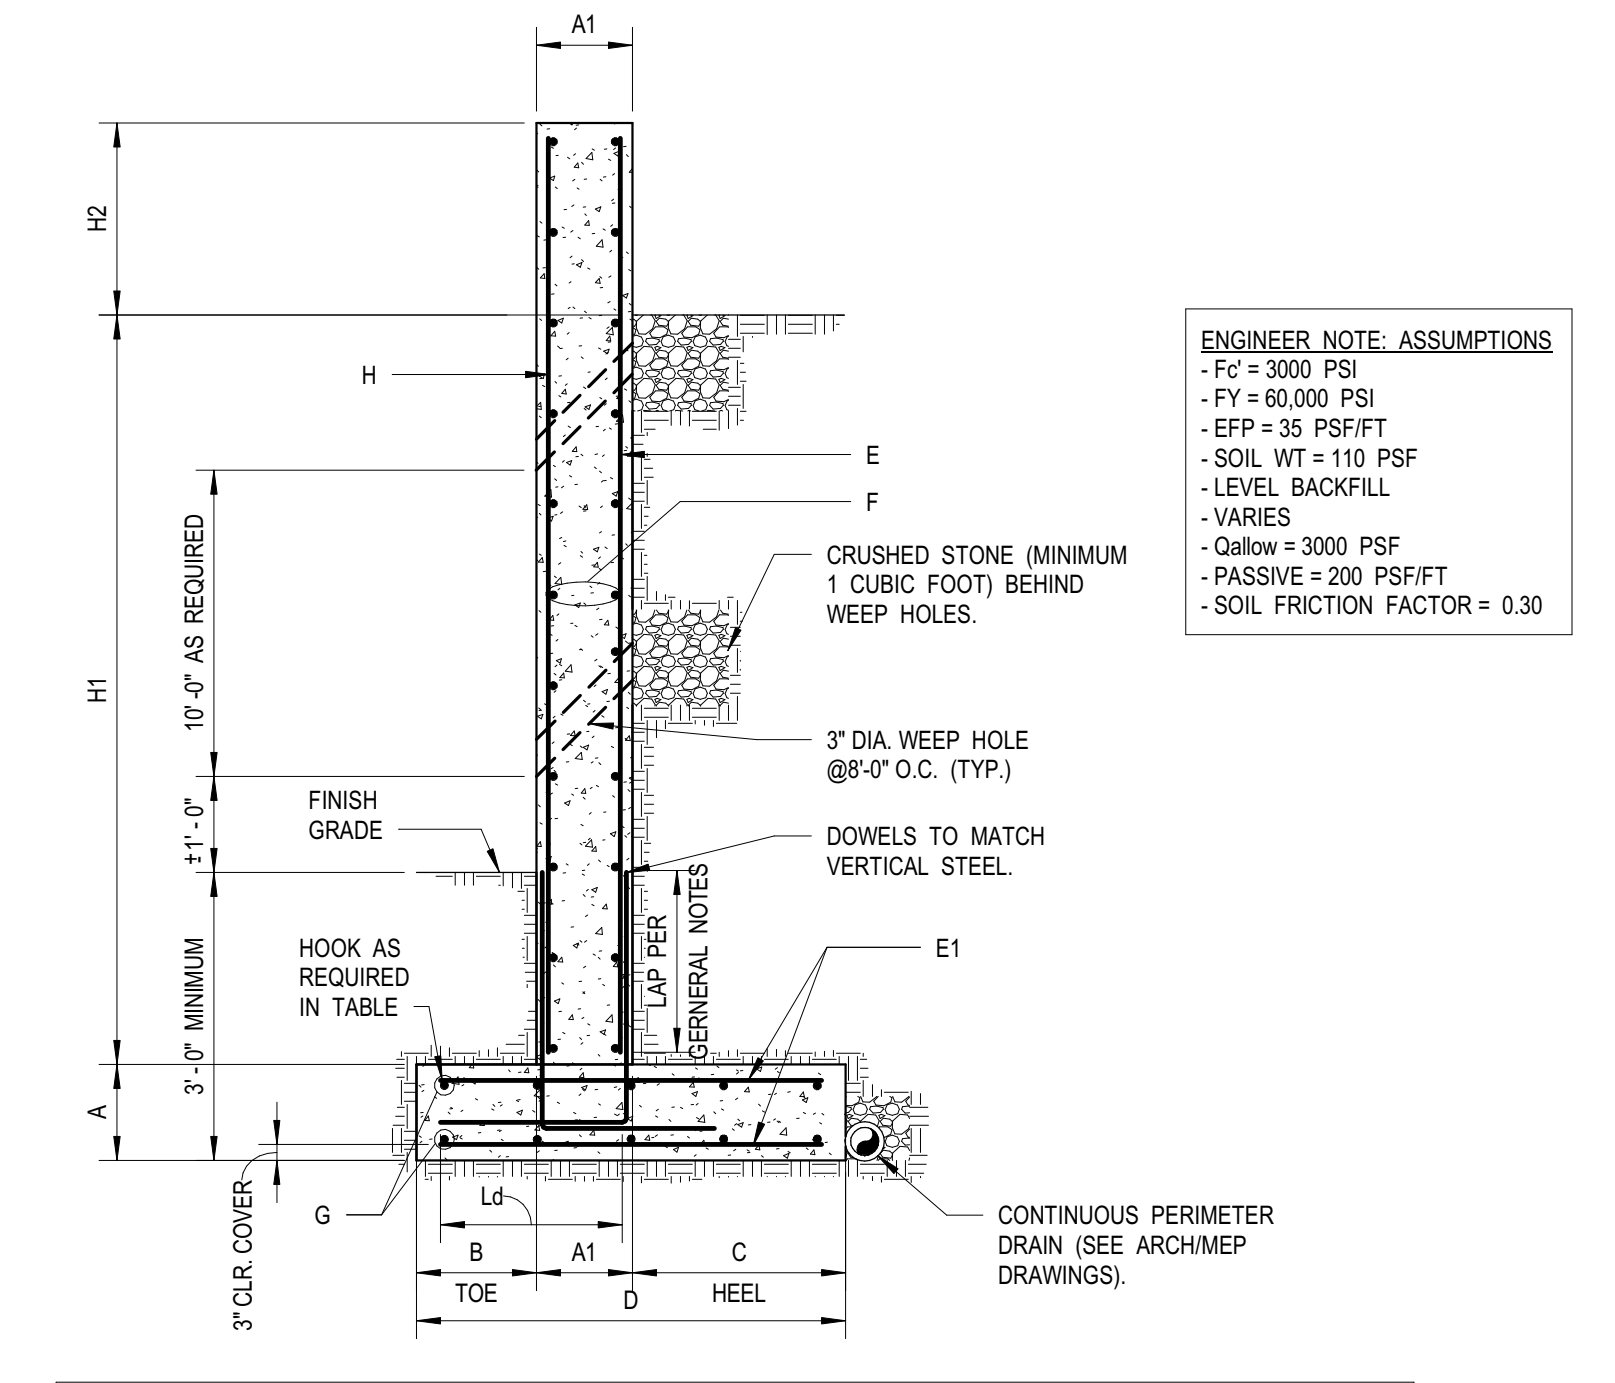 A1
H2
H
ENGINEER NOTE: ASSUMPTIONS
- Fc' = 3000 PSI
- FY = 60,000 PSI
- EFP = 35 PSF/FT
- SOIL WT = 110 PSF
- LEVEL BACKFILL
- VARIES
- Qallow = 3000 PSF
- PASSIVE = 200 PSF/FT
- SOIL FRICTION FACTOR = 0.30
E
F
10' -0" AS REQUIRED
H1
CRUSHED STONE (MINIMUM
1 CUBIC FOOT) BEHIND
WEEP HOLES.
3" DIA. WEEP HOLE
@8'-0" O.C. (TYP.)
FINISH
GRADE
±1' - 0"
DOWELS TO MATCH
VERTICAL STEEL.
LAP PER
GERNERAL NOTES
HOOK AS
REQUIRED
IN TABLE
3' - 0" MINIMUM
E1
A
3" CLR. COVER
G
Ld
B
A1
C
TOE
D
HEEL
CONTINUOUS PERIMETER
DRAIN (SEE ARCH/MEP
DRAWINGS).